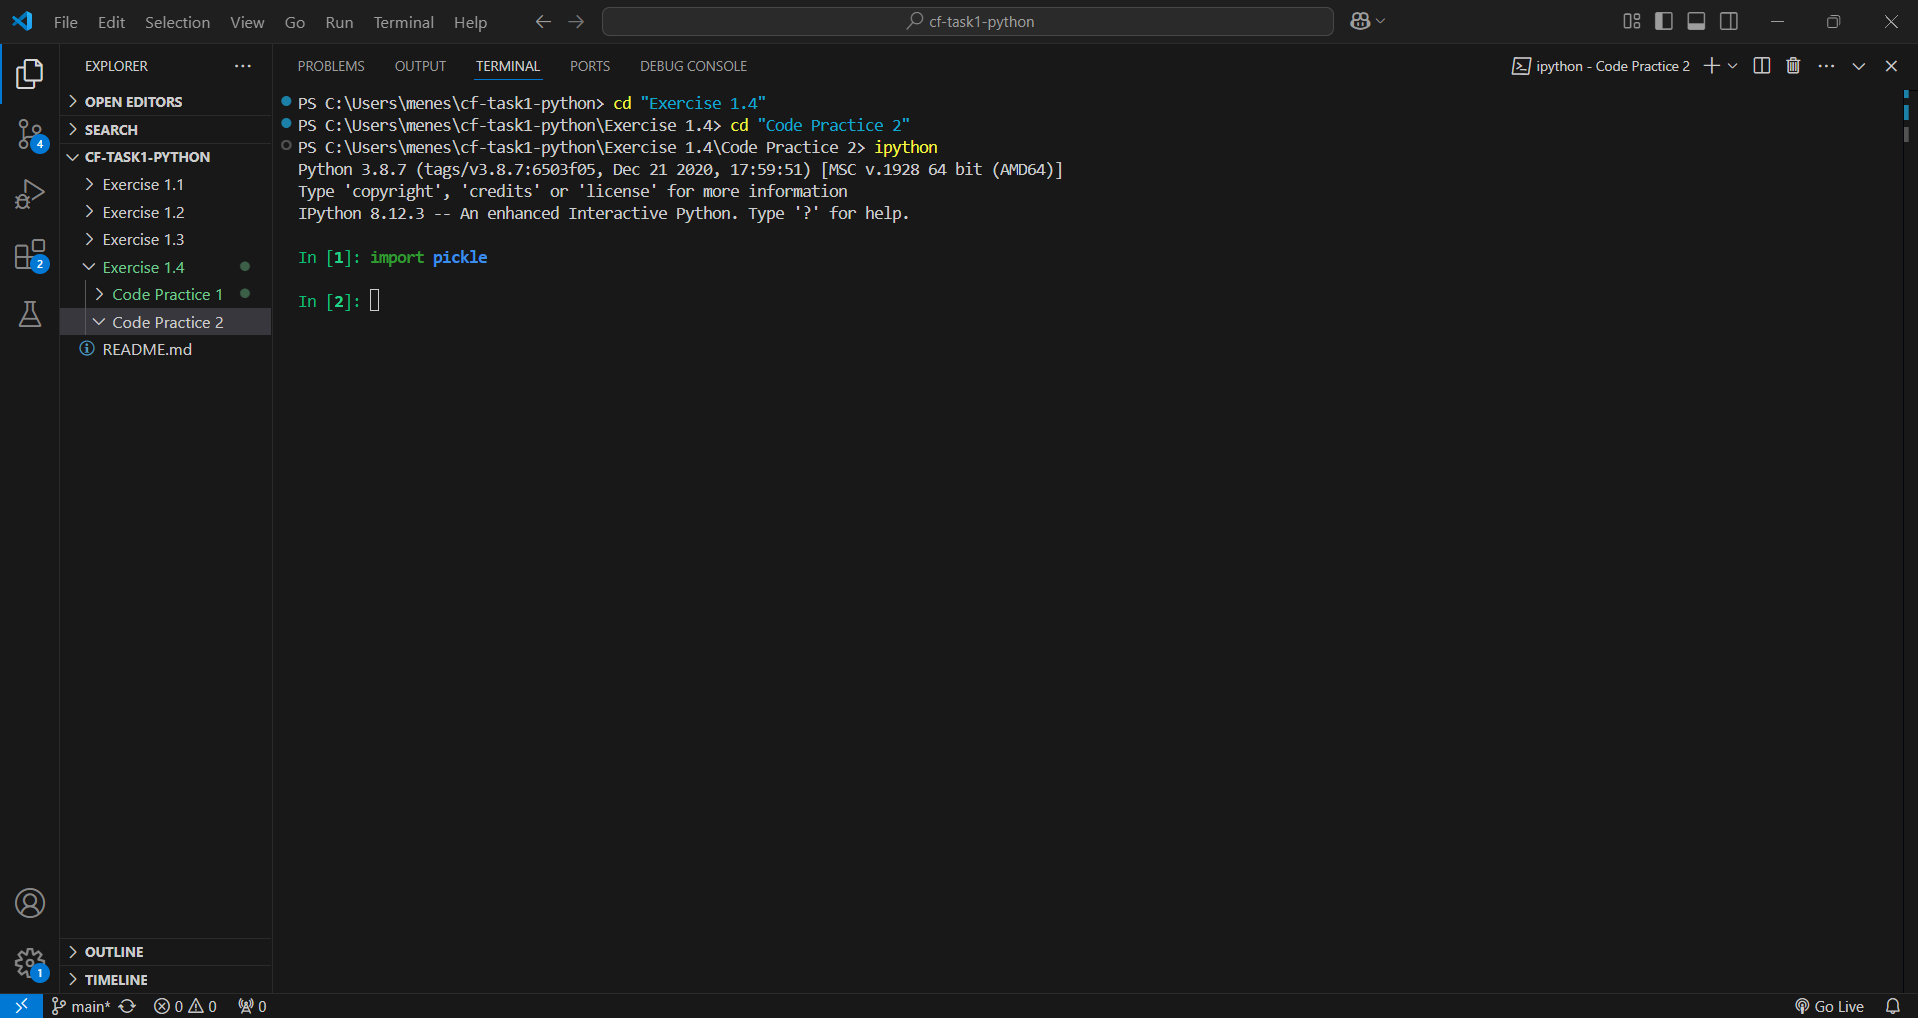 File Edit Selection View Go Run Terminal Help
cf-task1-python
EXPLORER
PROBLEMS OUTPUT TERMINAL PORTS DEBUG CONSOLE
ipython - Code Practice 2
OPEN EDITORS
SEARCH
CF-TASK1-PYTHON
Exercise 1.1
Exercise 1.2
Exercise 1.3
Exercise 1.4
Code Practice 1
Code Practice 2
README.md
4
2
PS C:\Users\menes\cf-task1-python> cd "Exercise 1.4"
PS C:\Users\menes\cf-task1-python\Exercise 1.4> cd "Code Practice 2"
PS C:\Users\menes\cf-task1-python\Exercise 1.4\Code Practice 2> ipython
Python 3.8.7 (tags/v3.8.7:6503f05, Dec 21 2020, 17:59:51) [MSC v.1928 64 bit (AMD64)]
Type 'copyright', 'credits' or 'license' for more information
IPython 8.12.3 -- An enhanced Interactive Python. Type '?' for help.
In [1]: import pickle
In [2]:
OUTLINE
TIMELINE
1
main* 0 0 0
Go Live